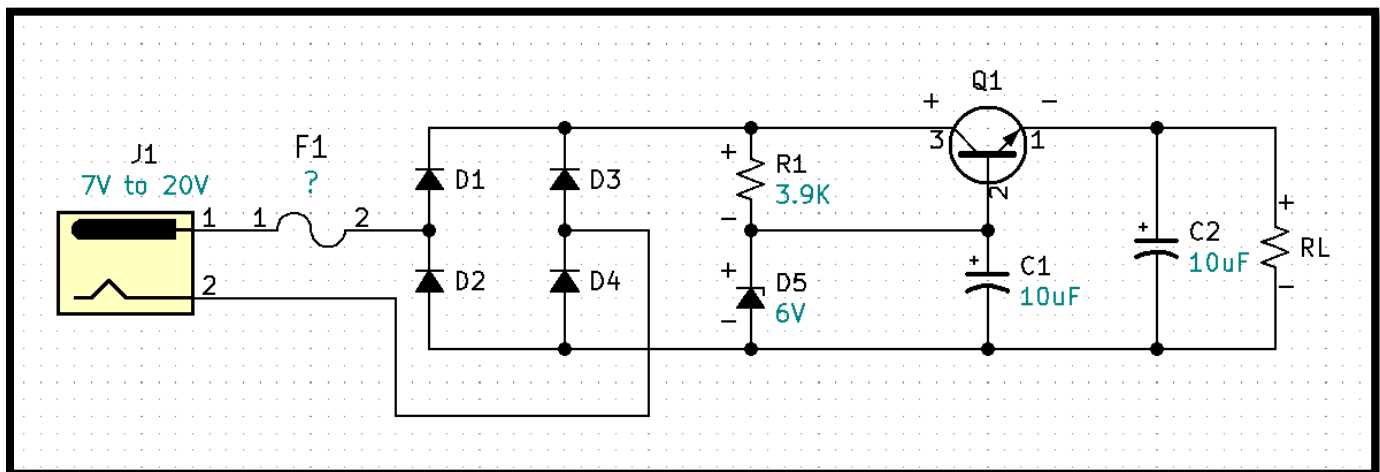 J1
7V to 20V
1
2
F1
?
1 2
D1
D2
D3
D4
+
R1
3.9K
−
+
D5
6V
−
Q1
+ −
3 1
2
+
C1
10uF
+
C2
10uF
+
RL
−